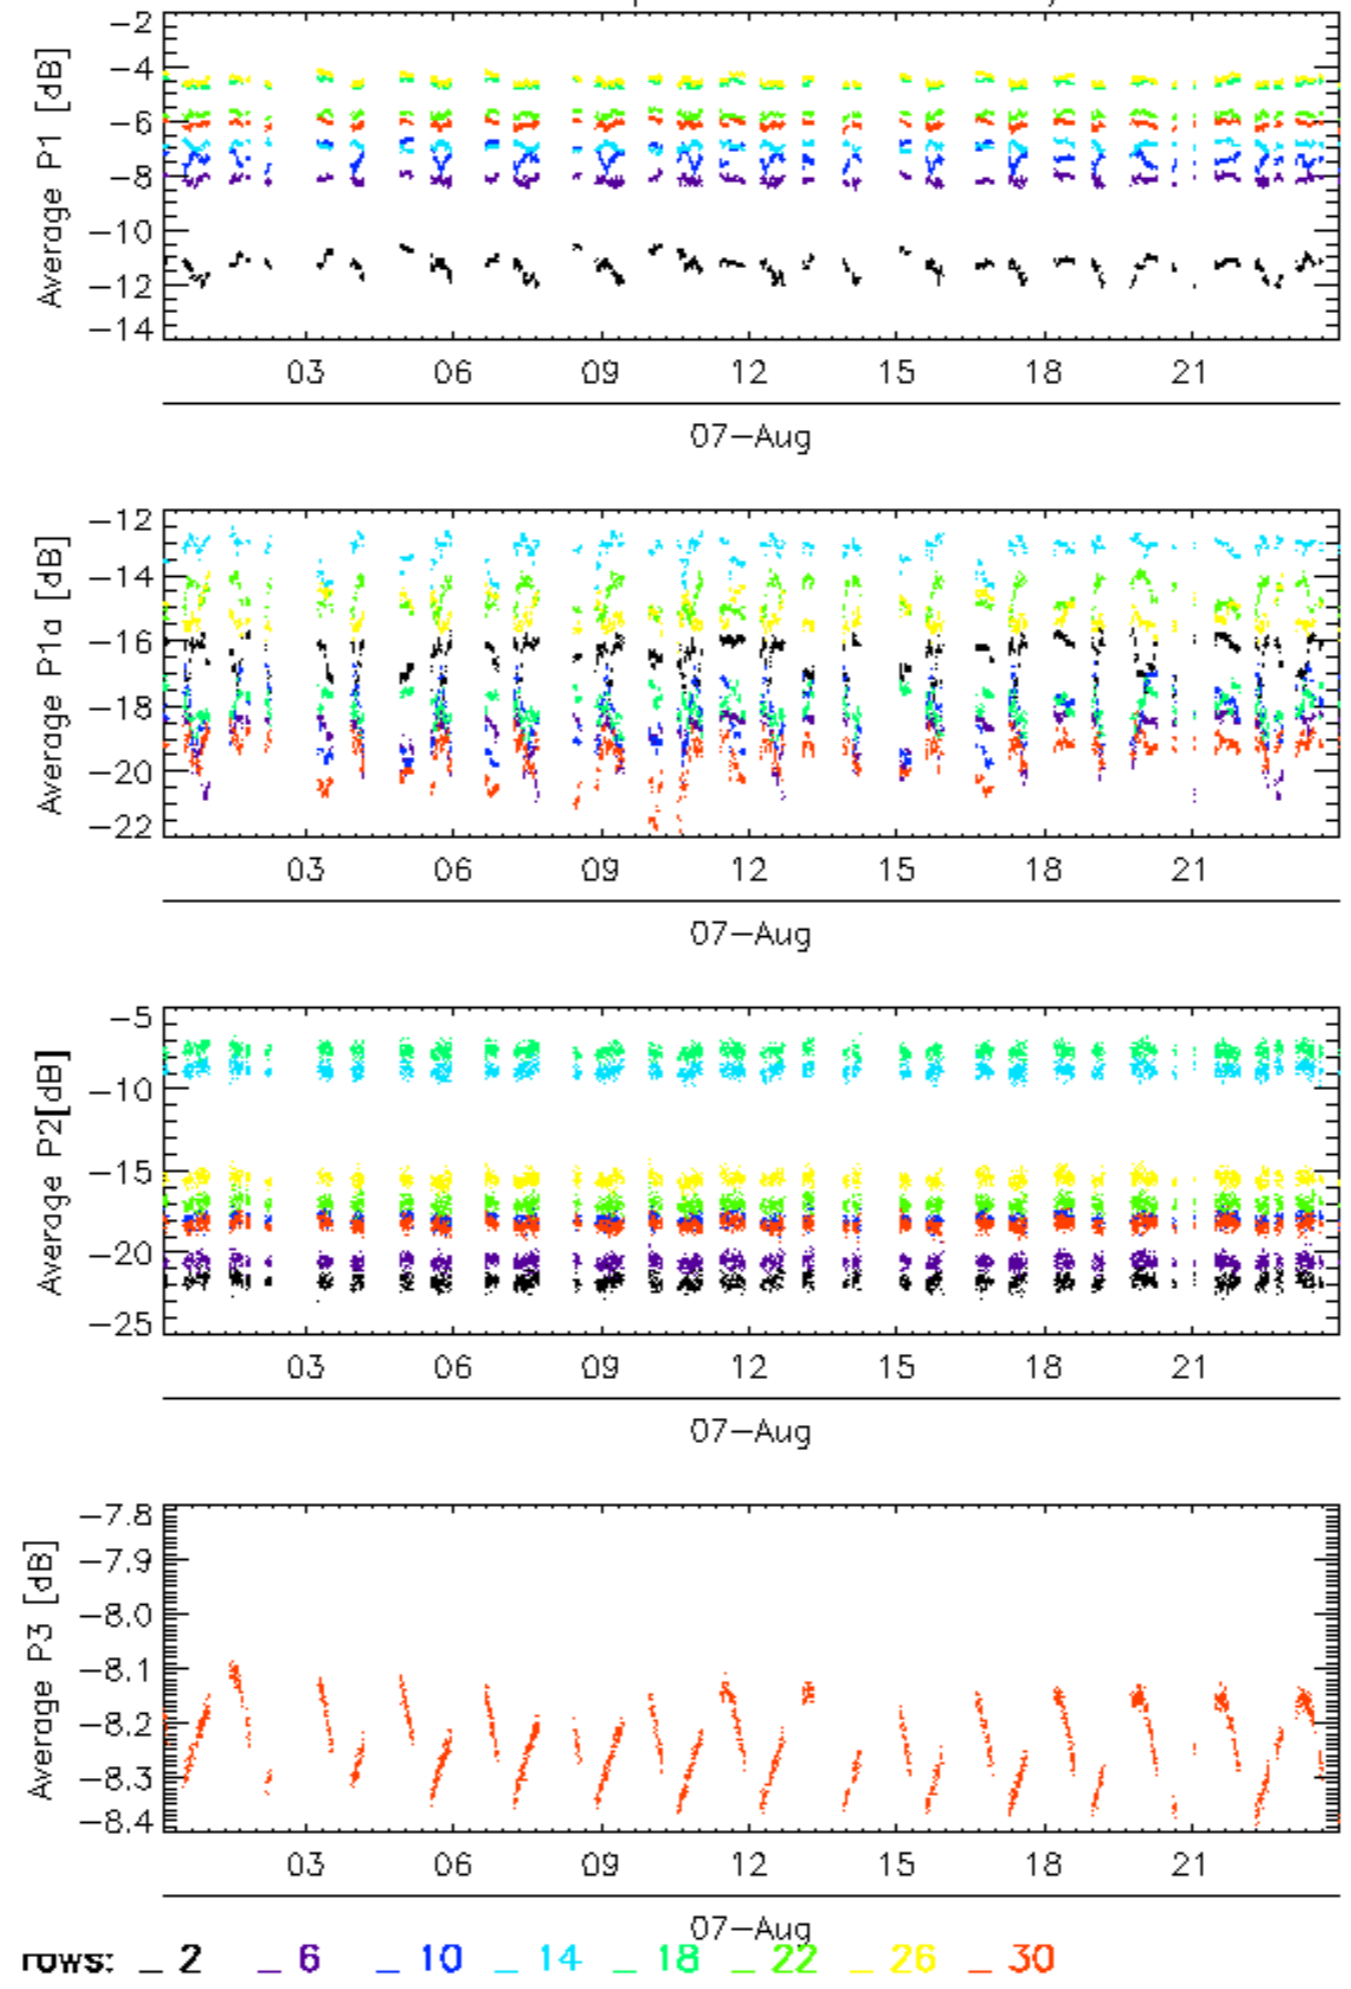 Average P1 [dB]
−2
−4
−6
−8
−10
−12
−14
03 06 09 12 15 18 21
07−Aug
Average P1a [dB]
−12
−14
−16
−18
−20
−22
03 06 09 12 15 18 21
07−Aug
Average P2[dB]
−5
−10
−15
−20
−25
03 06 09 12 15 18 21
07−Aug
Average P3 [dB]
−7.8
−7.9
−8.0
−8.1
−8.2
−8.3
−8.4
03 06 09 12 15 18 21
07−Aug
rows: _ 2 _ 6 _ 10 _ 14 _ 18 _ 22 _ 26 _ 30